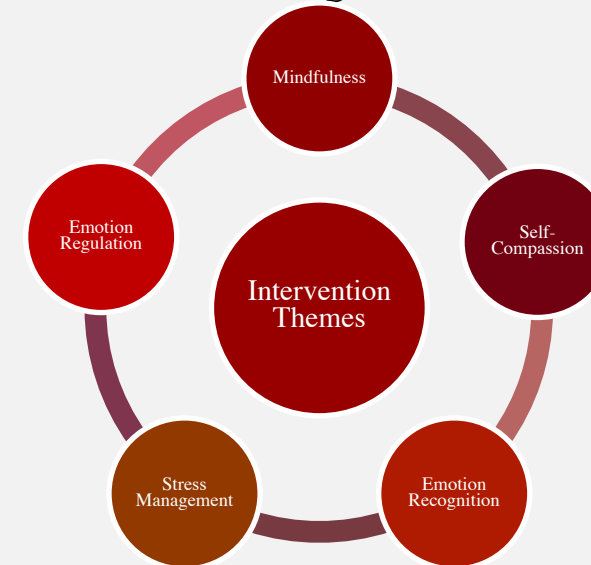 Mindfulness
Emotion
Regulation
Self-
Compassion
Intervention
Themes
Stress
Management
Emotion
Recognition